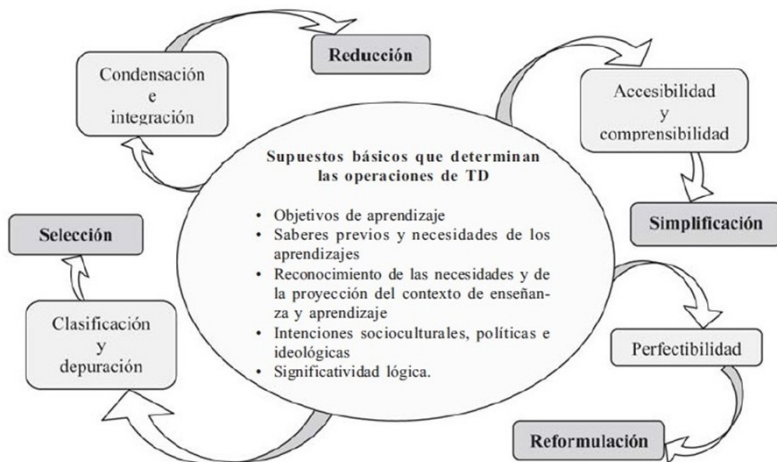 Reducción
Condensación
e
integración
Accesibilidad
y
comprensibilidad
Supuestos básicos que determinan
las operaciones de TD
• Objetivos de aprendizaje
• Saberes previos y necesidades de los
aprendizajes
• Reconocimiento de las necesidades y de
la proyección del contexto de enseñan-
za y aprendizaje
• Intenciones socioculturales, políticas e
ideológicas
• Significatividad lógica.
Selección
Simplificación
Clasificación
y
depuración
Perfectibilidad
Reformulación